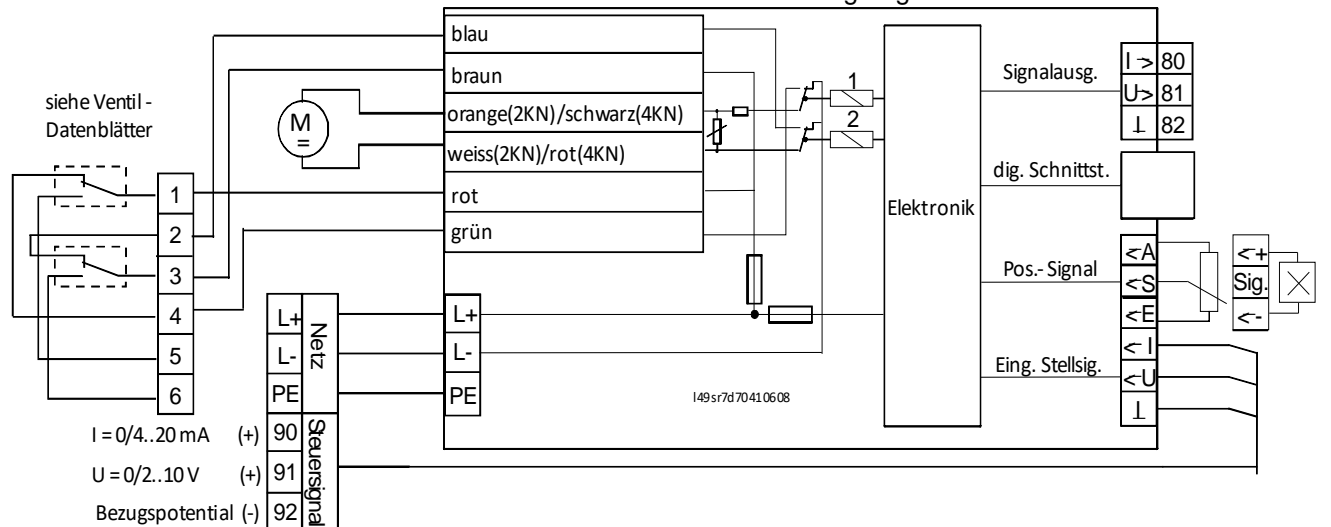 blau
braun
orange(2KN)/schwarz(4KN)
weiss(2KN)/rot(4KN)
rot
grün
siehe Ventil -
Datenblätter
M
=
1
2
3
4
5
6
1
2
Elektronik
Signalausg.
dig. Schnittst.
Pos.- Signal
Eing. Stellsig.
I > 80
U> 81
⊥ 82
<A
<S
<E
<I
<U
⊥
<+
Sig.
<-
L+
L-
PE
Netz
L+
L-
PE
l49sr7d70410608
I = 0/4..20 mA (+) 90
U = 0/2..10 V (+) 91
Bezugspotential (-) 92
Steuersignal